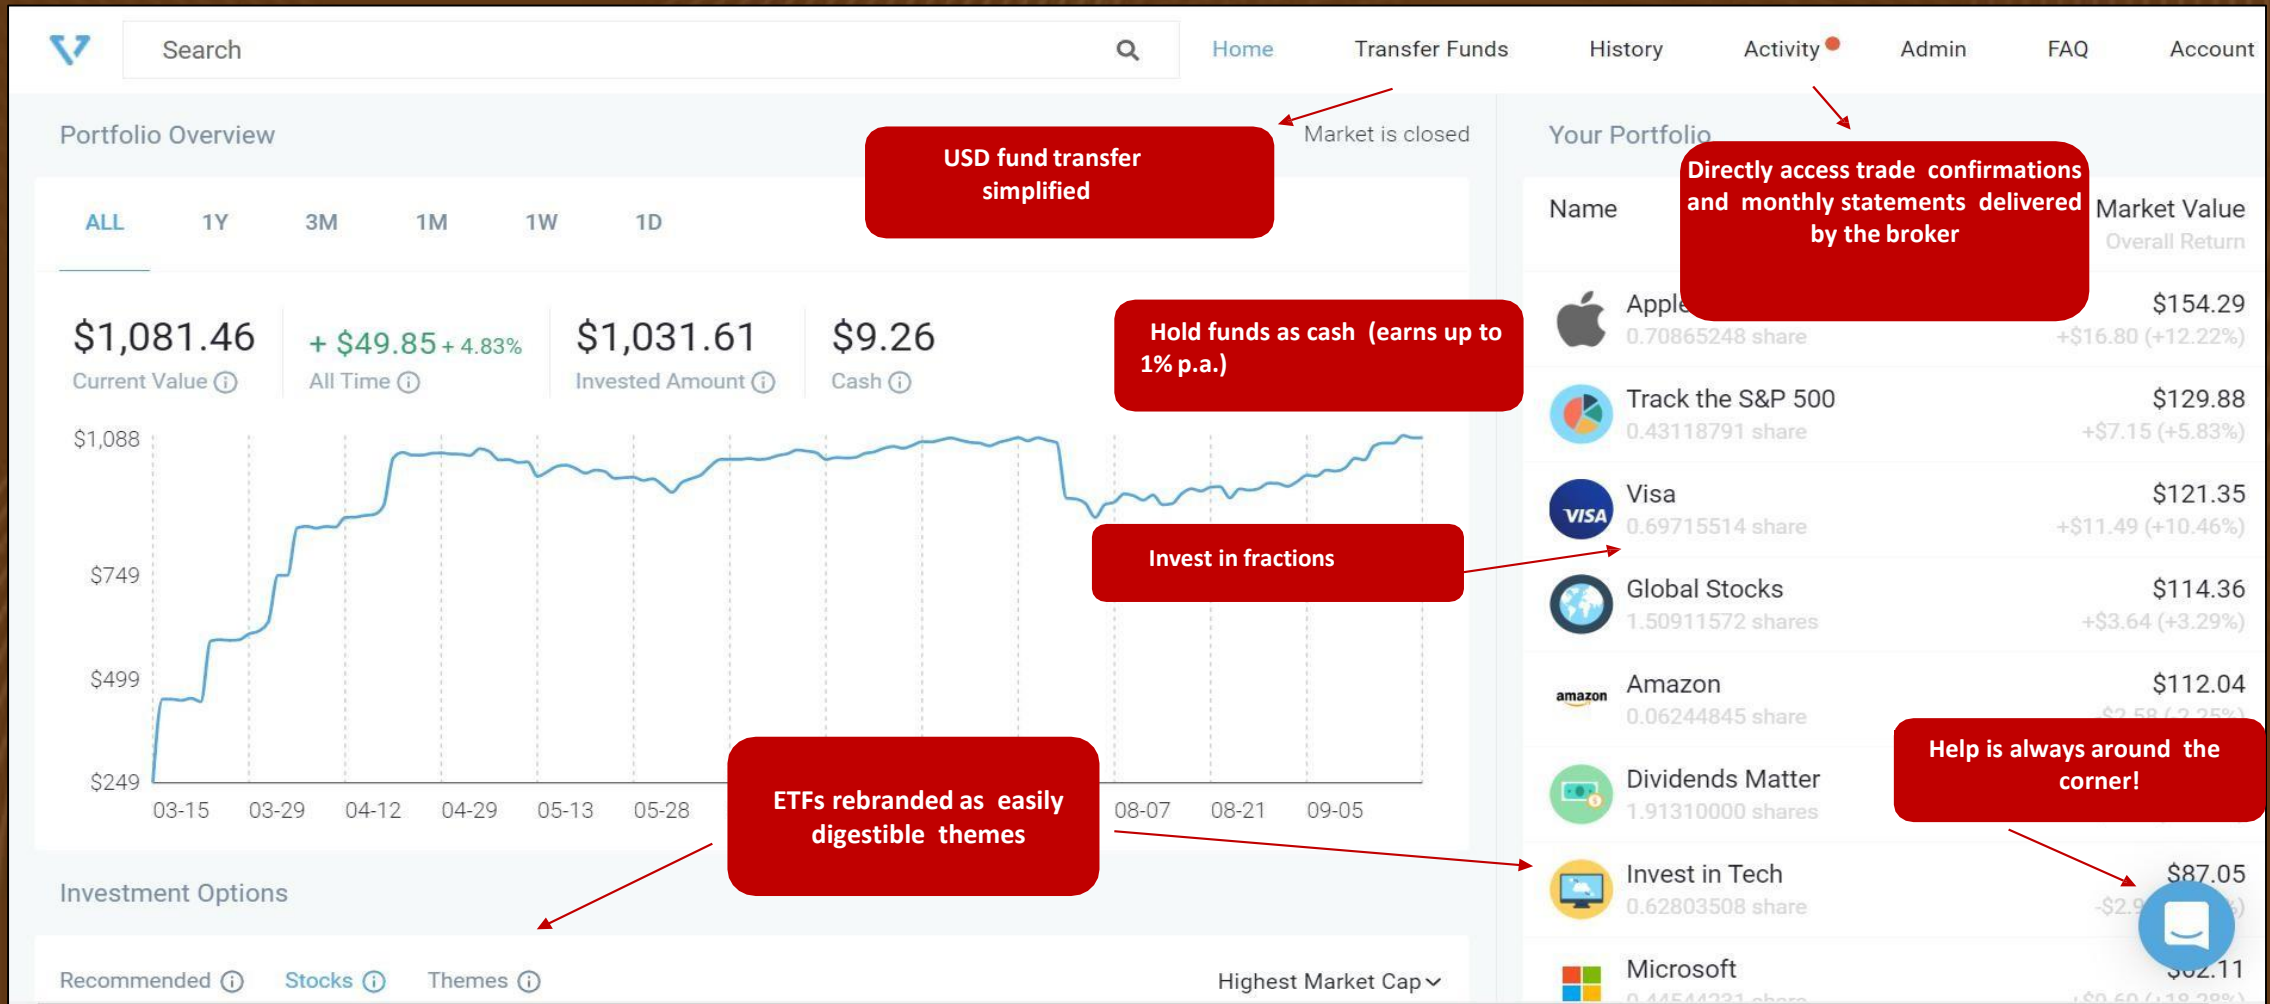 Search
Home
Transfer Funds
History
Activity
Admin
FAQ
Account
Portfolio Overview
Market is closed
USD fund transfer
simplified
ALL 1Y 3M 1M 1W 1D
$1,081.46
Current Value
+ $49.85 + 4.83%
All Time
$1,031.61
Invested Amount
$9.26
Cash
Hold funds as cash (earns up to
1% p.a.)
$1,088
$749
$499
$249
03-15 03-29 04-12 04-29 05-13 05-28 08-07 08-21 09-05
Invest in fractions
ETFs rebranded as easily
digestible themes
Investment Options
Recommended
Stocks
Themes
Highest Market Cap
Your Portfolio
Directly access trade confirmations
and monthly statements delivered
by the broker
Name
Market Value
Overall Return
Apple
$154.29
0.70865248 share
+$16.80 (+12.22%)
Track the S&P 500
$129.88
0.43118791 share
+$7.15 (+5.83%)
VISA
Visa
$121.35
0.69715514 share
+$11.49 (+10.46%)
Global Stocks
$114.36
1.50911572 shares
+$3.64 (+3.29%)
amazon
Amazon
$112.04
0.06244845 share
-$2.58 (-2.25%)
Help is always around the
corner!
Dividends Matter
1.91310000 shares
Invest in Tech
$87.05
0.62803508 share
Microsoft